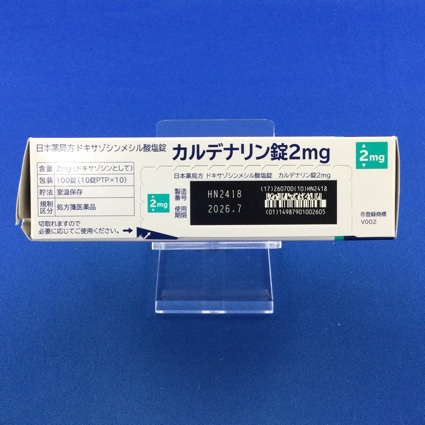 日本薬局方 ドキサゾシンメシル酸塩錠 カルデナリン錠2mg
2mg
含量 2mg(ドキサゾシンとして)
包装 100錠(10錠PTP×10)
貯法 室温保存
規制区分 処方箋医薬品
切取れますので
必要に応じてご使用ください。
2mg
日本薬局方 ドキサゾシンメシル酸塩錠 カルデナリン錠2mg
製造番号 HN2418
使用期限 2026.7
(17)260700(10)HN2418
(01)14987901002605
®登録商標
V002